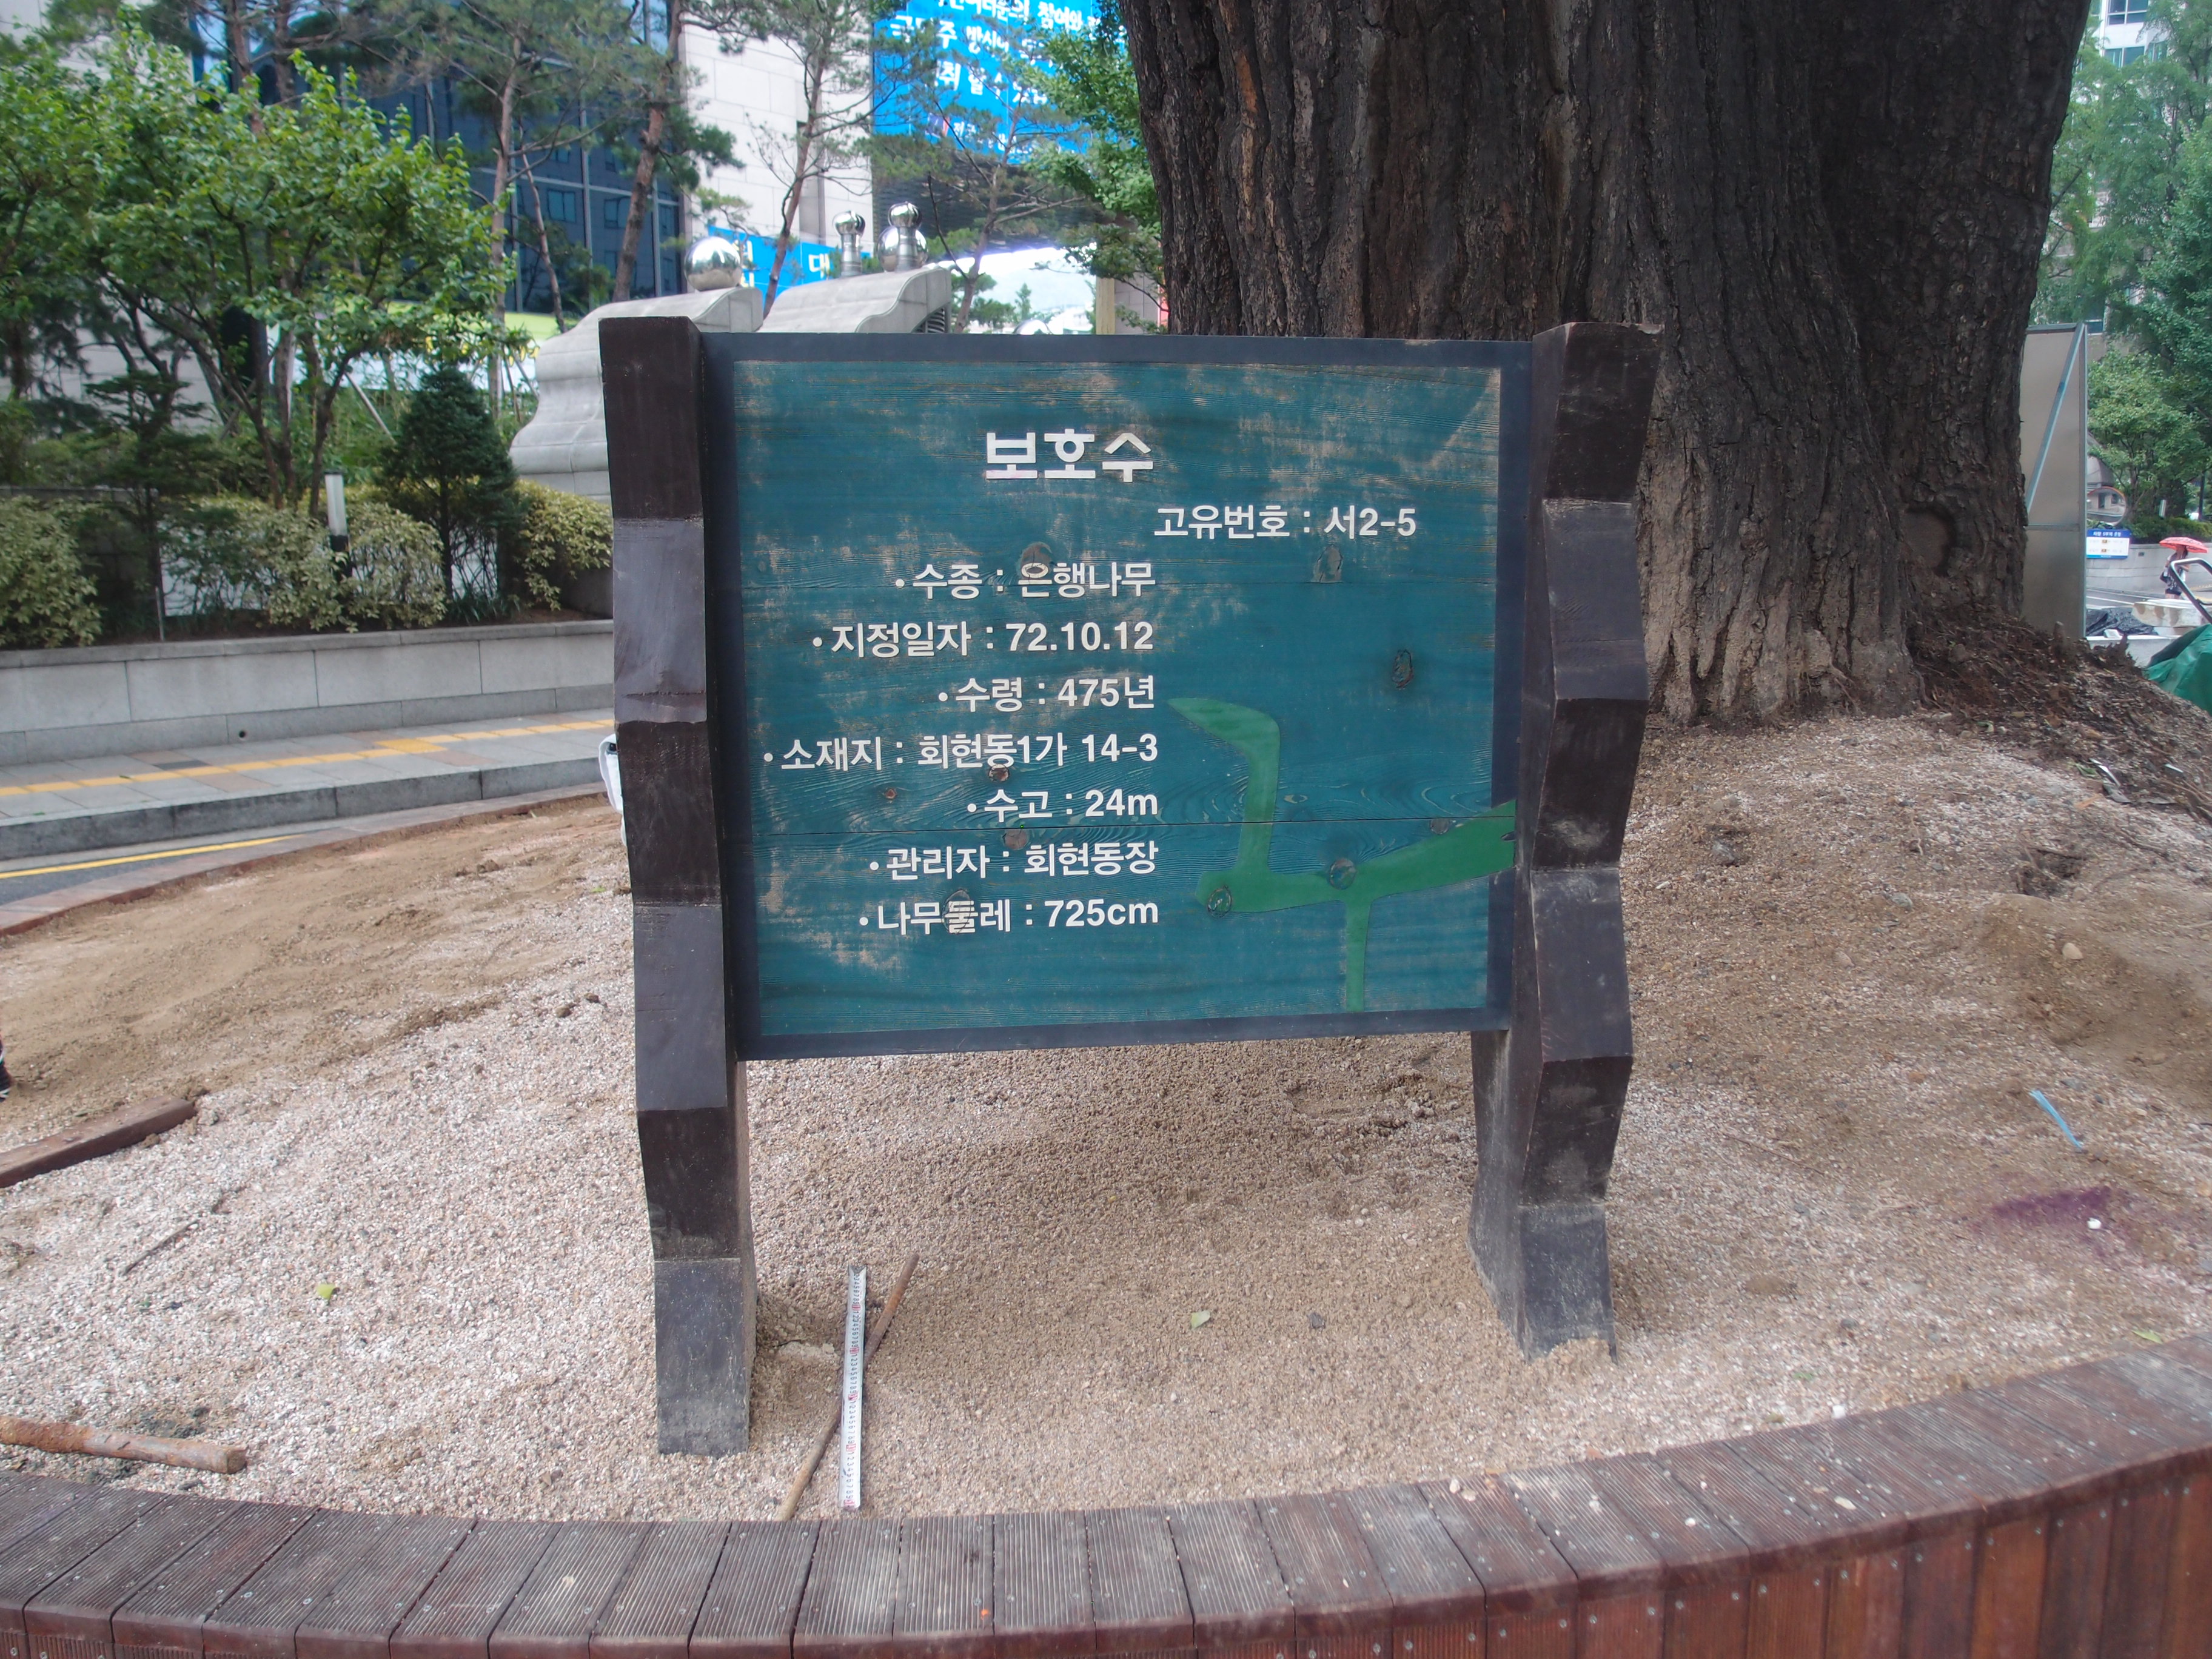 보호수
고유번호 : 서2-5
•수종 : 은행나무
•지정일자 : 72.10.12
•수령 : 475년
•소재지 : 회현동1가 14-3
•수고 : 24m
•관리자 : 회현동장
•나무둘레 : 725cm